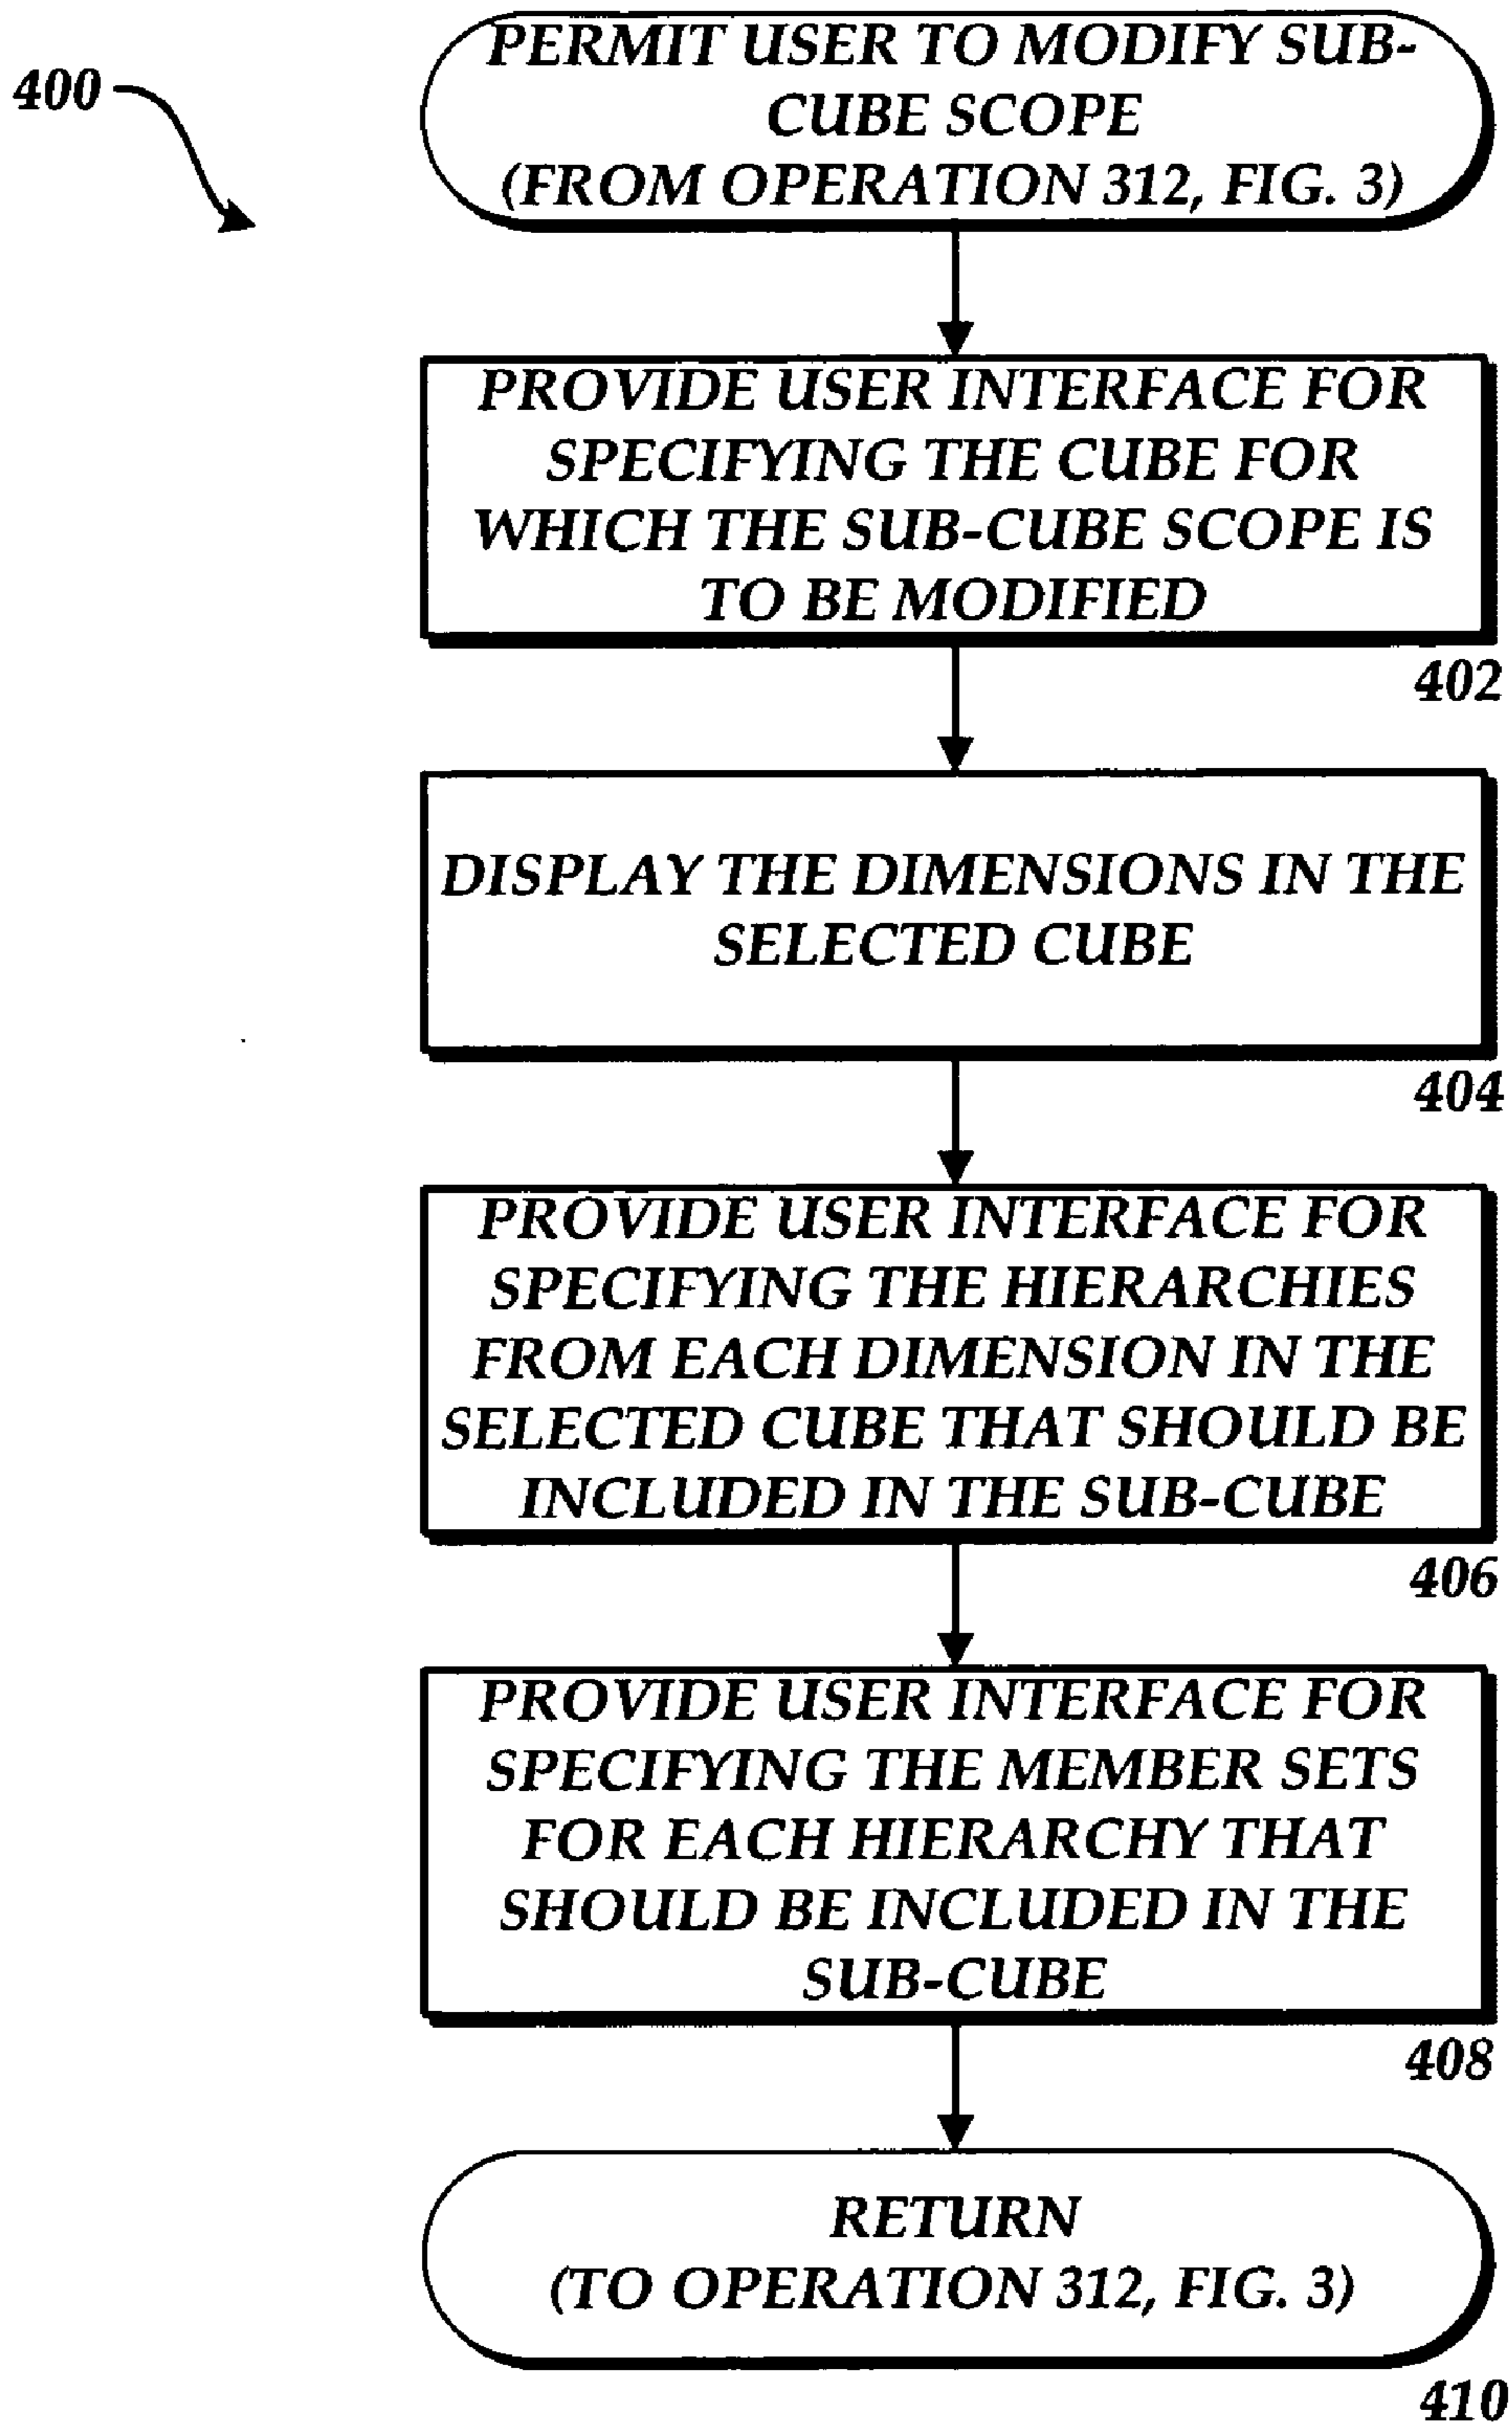 400
PERMIT USER TO MODIFY SUB-
CUBE SCOPE
(FROM OPERATION 312, FIG. 3)
PROVIDE USER INTERFACE FOR
SPECIFYING THE CUBE FOR
WHICH THE SUB-CUBE SCOPE IS
TO BE MODIFIED
402
DISPLAY THE DIMENSIONS IN THE
SELECTED CUBE
404
PROVIDE USER INTERFACE FOR
SPECIFYING THE HIERARCHIES
FROM EACH DIMENSION IN THE
SELECTED CUBE THAT SHOULD BE
INCLUDED IN THE SUB-CUBE
406
PROVIDE USER INTERFACE FOR
SPECIFYING THE MEMBER SETS
FOR EACH HIERARCHY THAT
SHOULD BE INCLUDED IN THE
SUB-CUBE
408
RETURN
(TO OPERATION 312, FIG. 3)
410